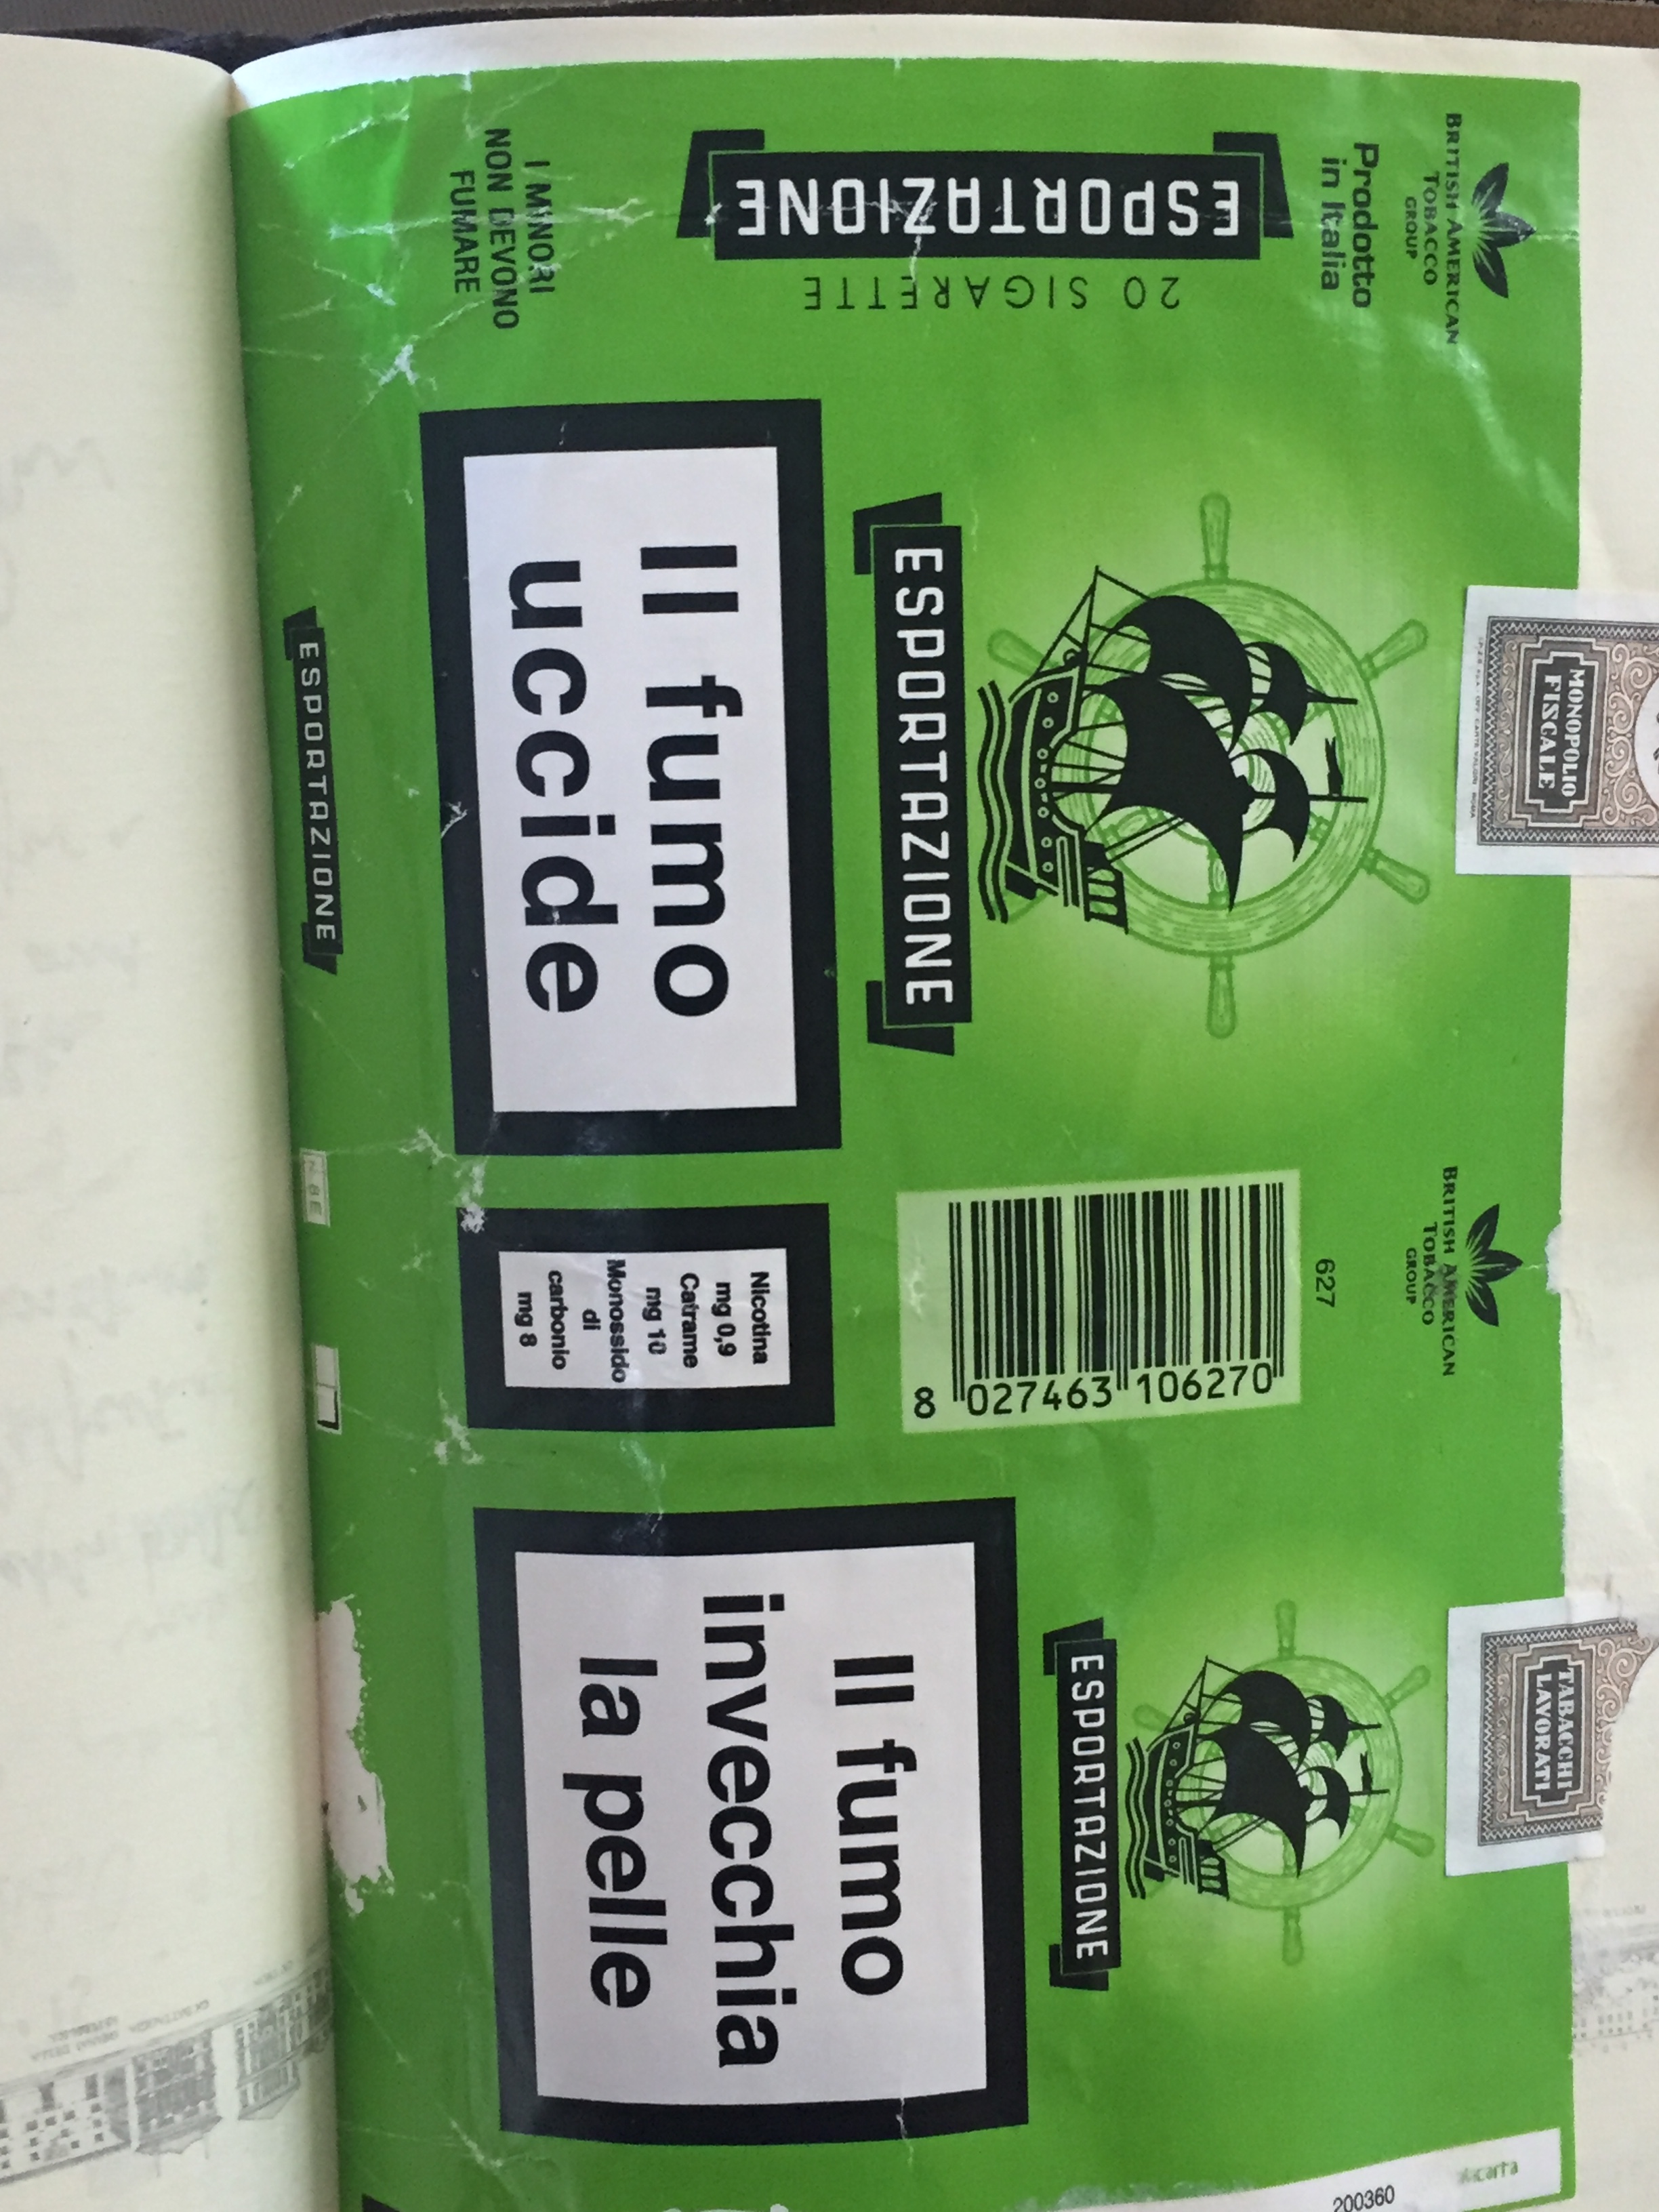 BRITISH AMERICAN
TOBACCO
GROUP
Prodotto
in Italia
ESPORTAZIONE
20 SIGARETTE
I MINORI
NON DEVONO
FUMARE
MONOPOLIO
FISCALE
ESPORTAZIONE
Il fumo
uccide
ESPORTAZIONE
BRITISH AMERICAN
TOBACCO
GROUP
627
8 027463 106270
Nicotina
mg 0,9
Catrame
mg 10
Monossido
di
carbonio
mg 8
TABACCHI
LAVORATI
ESPORTAZIONE
Il fumo
invecchia
la pelle
200360